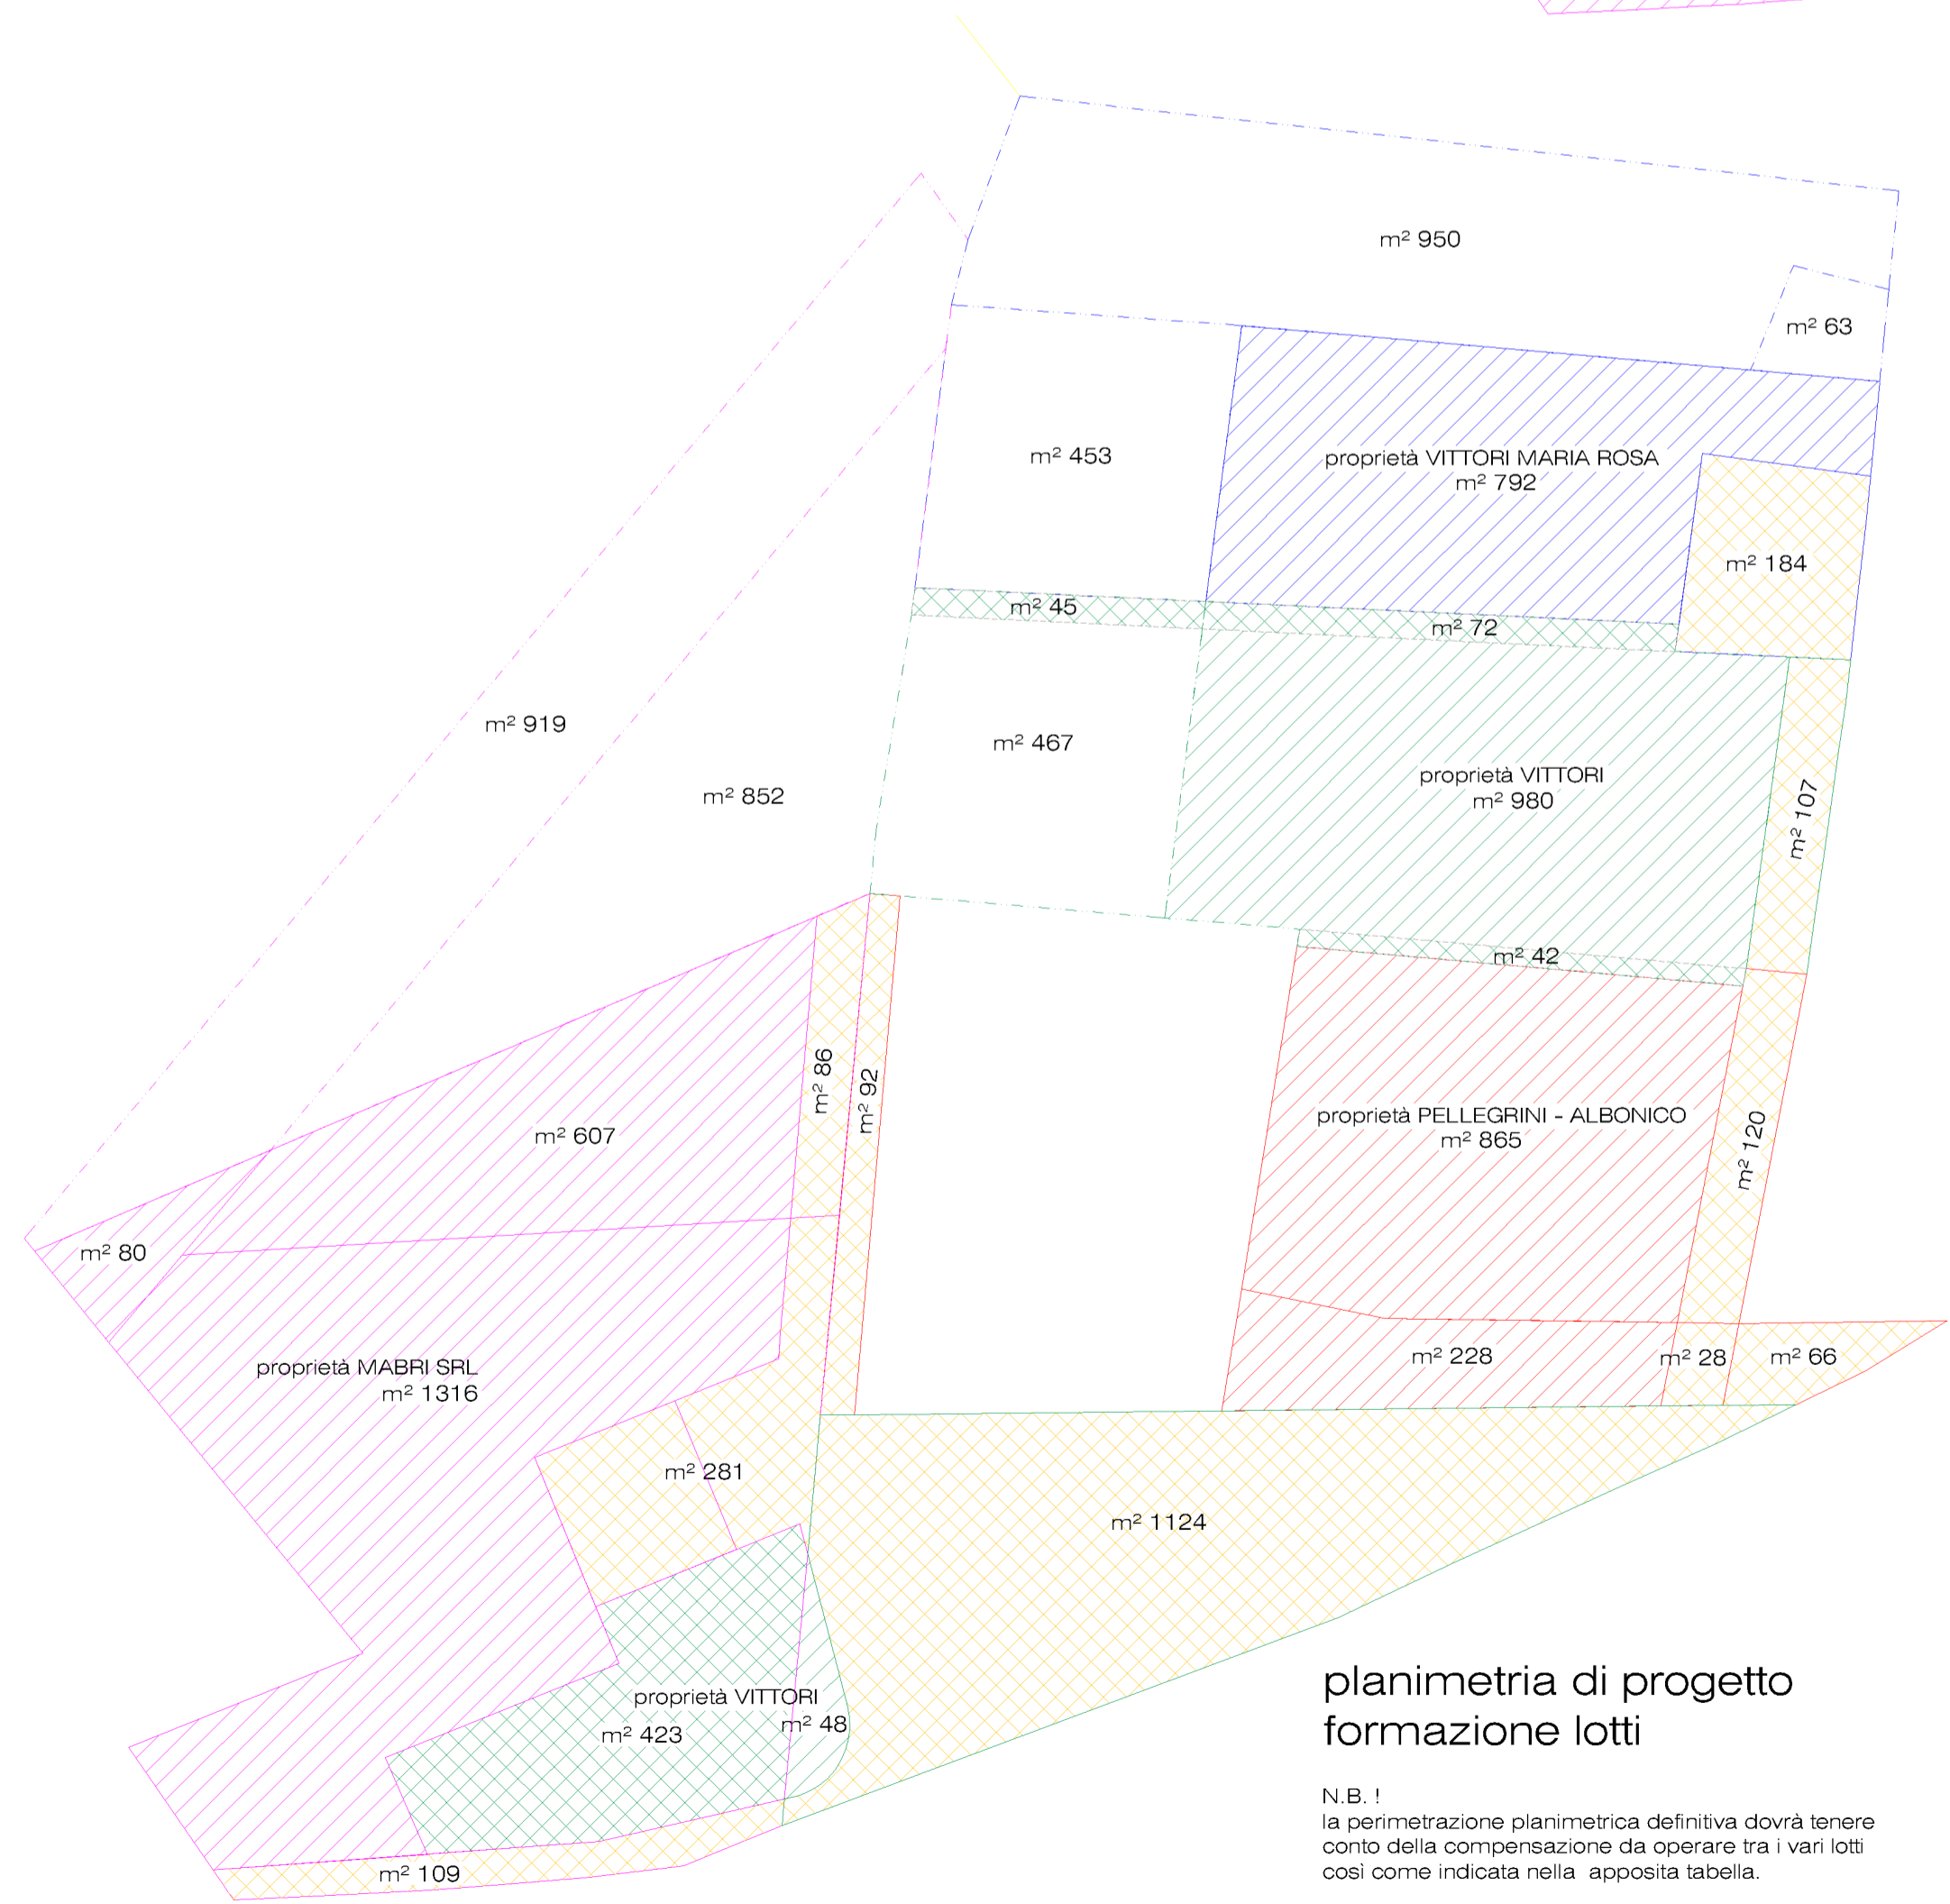 m² 950
m² 63
m² 453
proprietà VITTORI MARIA ROSA
m² 792
m² 184
m² 45
m² 72
m² 919
m² 467
m² 852
proprietà VITTORI
m² 980
m² 107
m² 42
m² 86
m² 92
m² 607
proprietà PELLEGRINI - ALBONICO
m² 865
m² 120
m² 80
proprietà MABRI SRL
m² 1316
m² 228
m² 28
m² 66
m² 281
m² 1124
proprietà VITTORI
m² 423
m² 48
m² 109
planimetria di progetto
formazione lotti
N.B. !
la perimetrazione planimetrica definitiva dovrà tenere
conto della compensazione da operare tra i vari lotti
così come indicata nella apposita tabella.